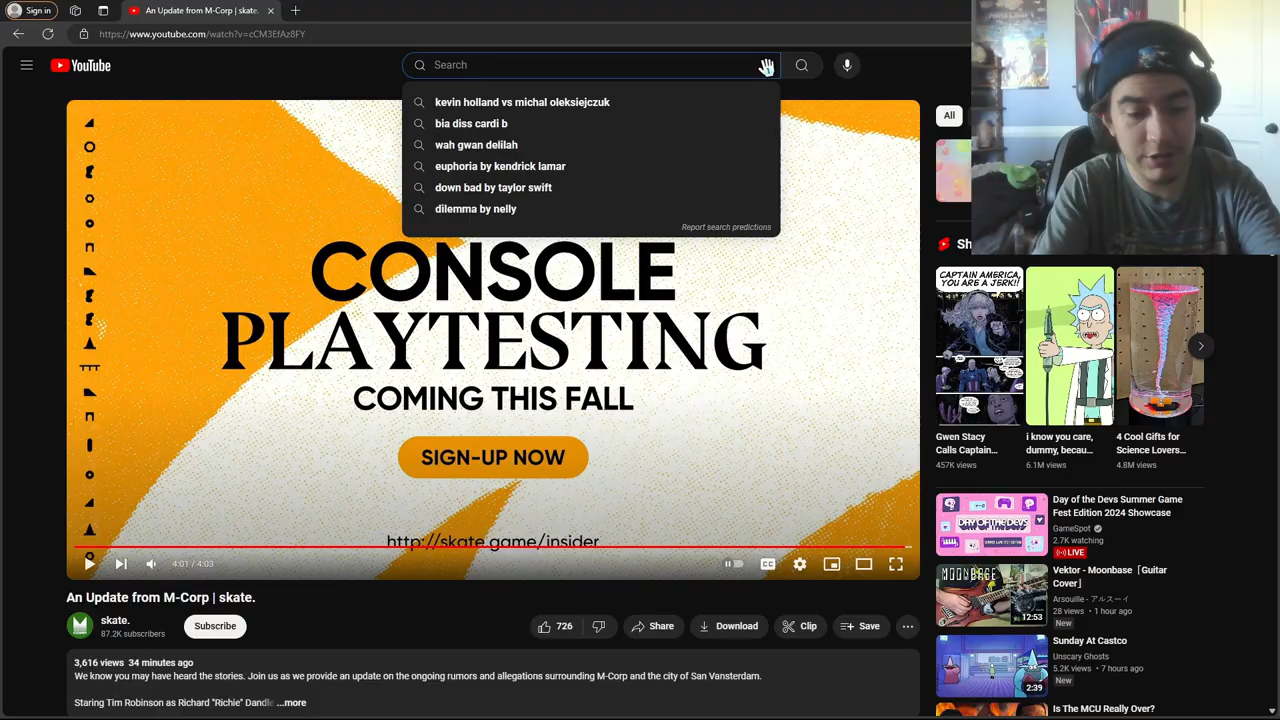 Sign in
An Update from M-Corp | skate.
https://www.youtube.com/watch?v=cCM3EfAz8FY
YouTube
Search
kevin holland vs michal oleksiejczuk
bia diss cardi b
wah gwan delilah
euphoria by kendrick lamar
down bad by taylor swift
dilemma by nelly
Report search predictions
CONSOLE
PLAYTESTING
COMING THIS FALL
SIGN-UP NOW
http://skate.game/insider
4:01 / 4:03
CC
An Update from M-Corp | skate.
skate.
87.2K subscribers
Subscribe
726
Share
Download
Clip
Save
3,616 views 34 minutes ago
We know you may have heard the stories. Join us as we provide an update on the ongoing rumors and allegations surrounding M-Corp and the city of San Vansterdam.
Staring Tim Robinson as Richard "Richie" Dandle ...more
All
Sh
CAPTAIN AMERICA,
YOU ARE A JERK!!
Gwen Stacy
Calls Captain...
457K views
i know you care,
dummy, becau...
6.1M views
4 Cool Gifts for
Science Lovers...
4.8M views
DAY OF THE DEVS
Day of the Devs Summer Game
Fest Edition 2024 Showcase
GameSpot
2.7K watching
LIVE
MOONBASE
12:53
Vektor - Moonbase「Guitar
Cover」
Arsouille - アルスーイ
28 views • 1 hour ago
New
2:39
Sunday At Castco
Unscary Ghosts
5.2K views • 7 hours ago
New
Is The MCU Really Over?